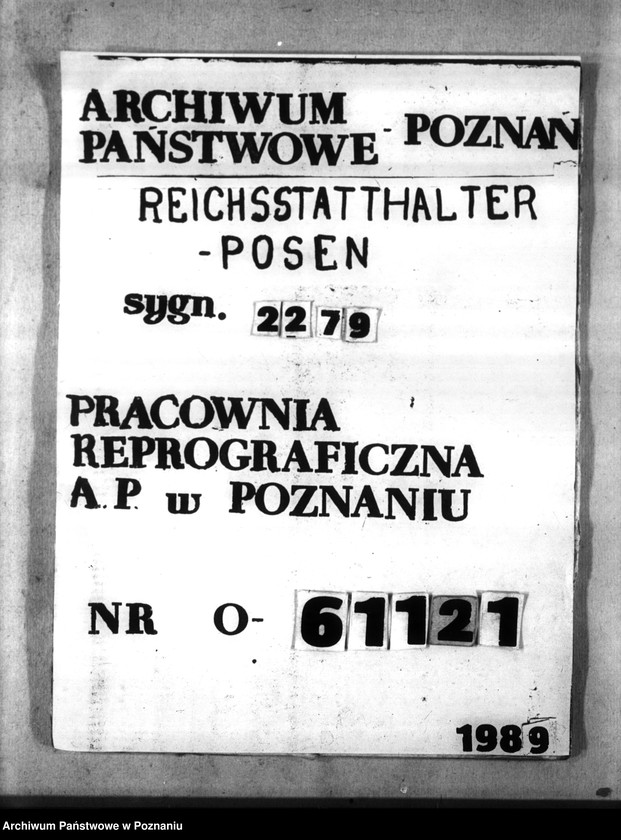 ARCHIWUM
PAŃSTWOWE - POZNAŃ
REICHSSTATTHALTER
-POSEN
sygn. 2279
PRACOWNIA
REPROGRAFICZNA
A.P. w POZNANIU
NR O-61121
1989
Archiwum Państwowe w Poznaniu